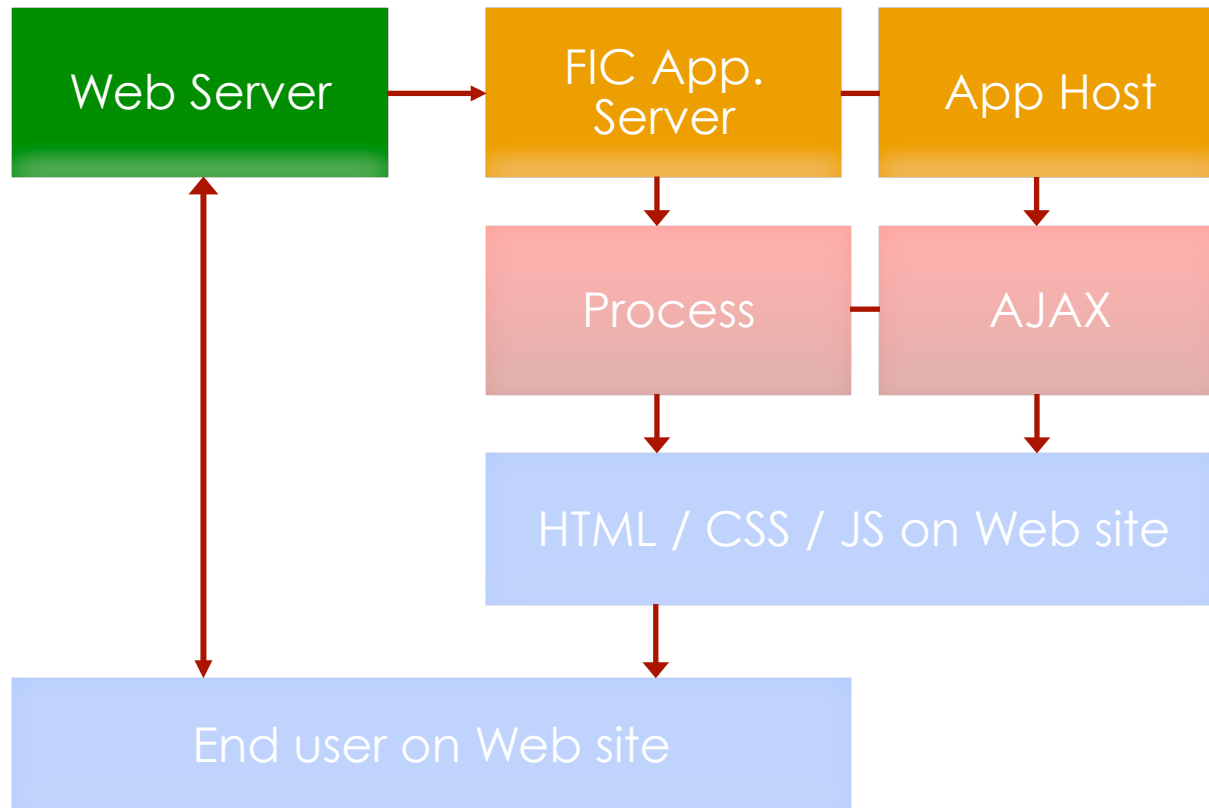 Web Server
FIC App.
Server
App Host
Process
AJAX
HTML / CSS / JS on Web site
End user on Web site